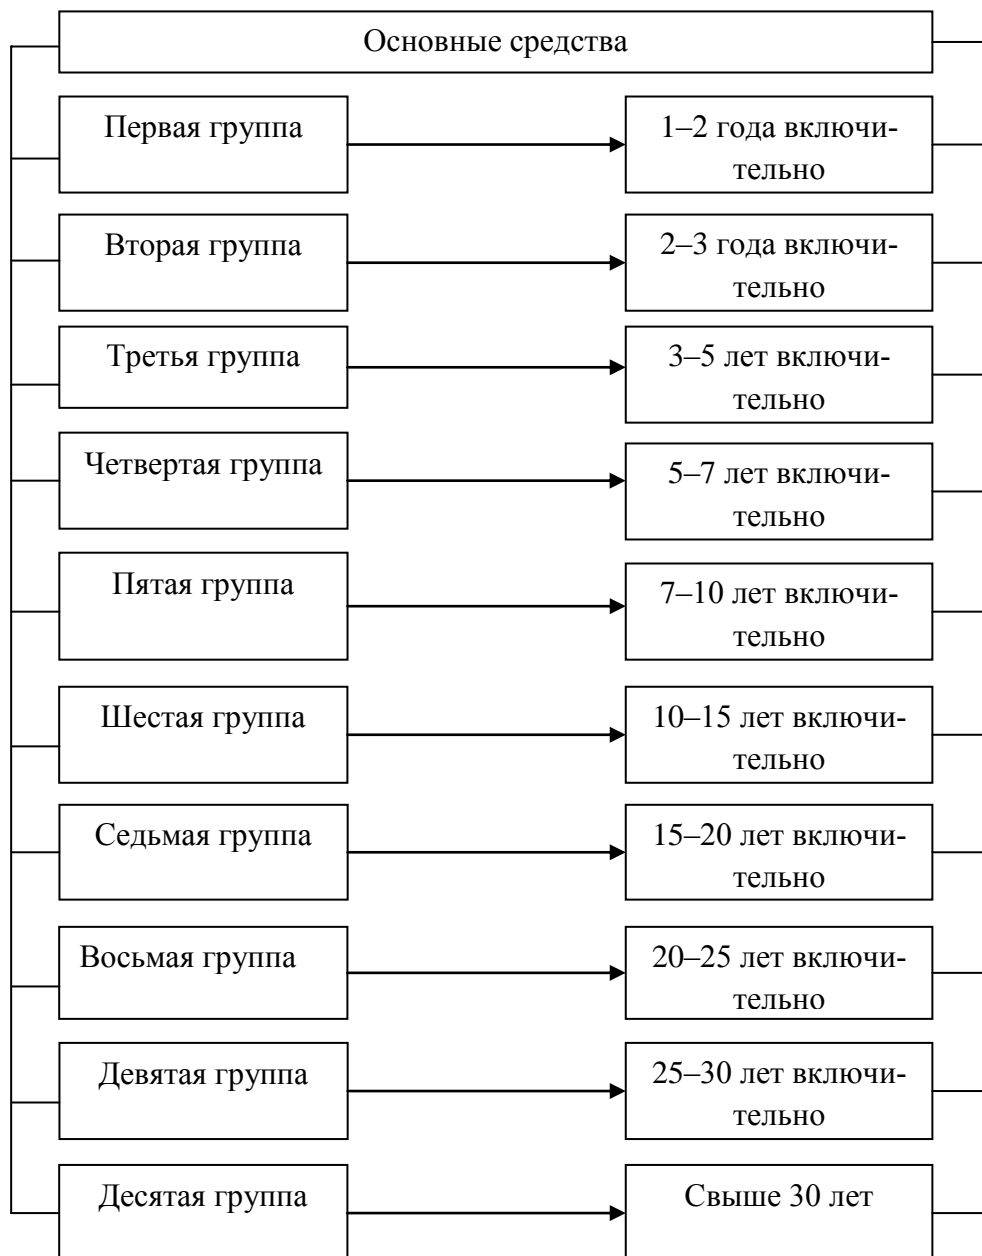 Основные средства
Первая группа
1–2 года включи-
тельно
Вторая группа
2–3 года включи-
тельно
Третья группа
3–5 лет включи-
тельно
Четвертая группа
5–7 лет включи-
тельно
Пятая группа
7–10 лет включи-
тельно
Шестая группа
10–15 лет включи-
тельно
Седьмая группа
15–20 лет включи-
тельно
Восьмая группа
20–25 лет включи-
тельно
Девятая группа
25–30 лет включи-
тельно
Десятая группа
Свыше 30 лет